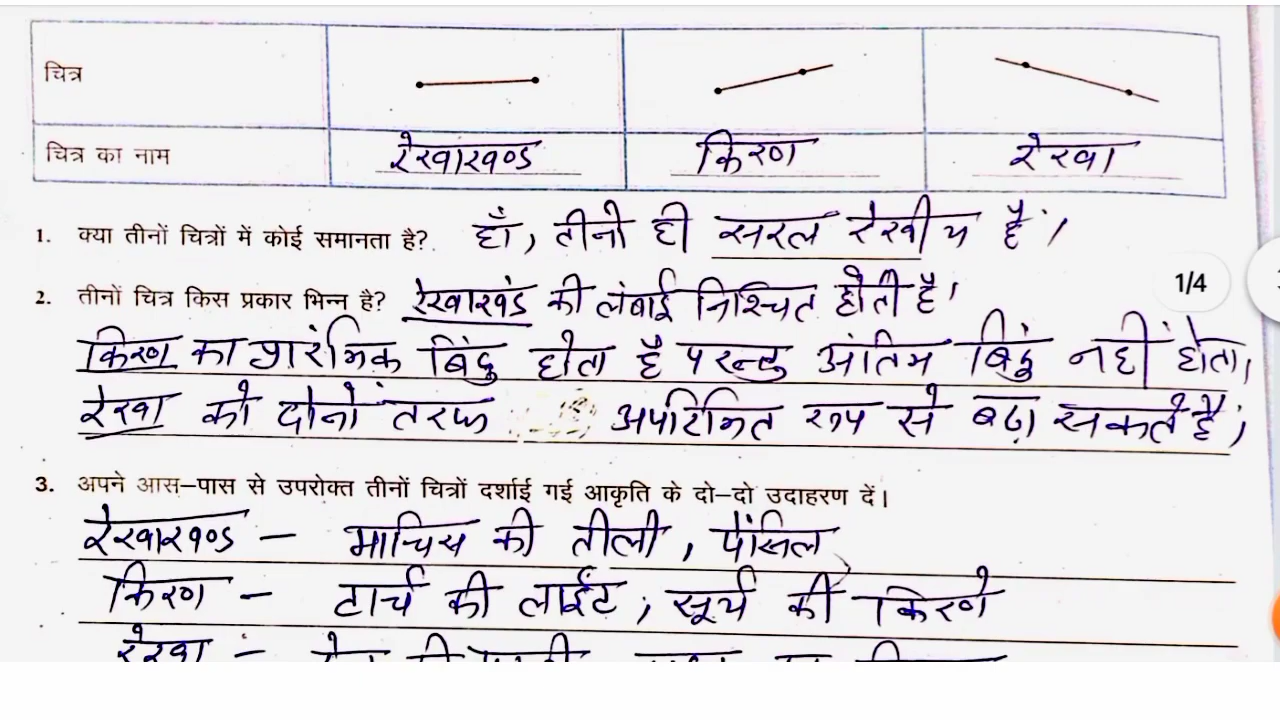 चित्र
चित्र का नाम रेखाखण्ड किरण रेखा
1. क्या तीनों चित्रों में कोई समानता है? हाँ, तीनो ही सरल रेखीय है।
1/4
2. तीनों चित्र किस प्रकार भिन्न है? रेखाखंड की लंबाई निश्चित होती है।
किरण का प्रारंभिक बिंदु होता है परन्तु अंतिम बिंदु नहीं होता।
रेखा को दोनो तरफ अपरिमित रूप से बढ़ा सकते है।
3. अपने आस-पास से उपरोक्त तीनों चित्रों दर्शाई गई आकृति के दो-दो उदाहरण दें।
रेखाखण्ड - माचिस की तीली, पेंसिल
किरण - टार्च की लाईट, सूर्य की किरणे
रेखा -